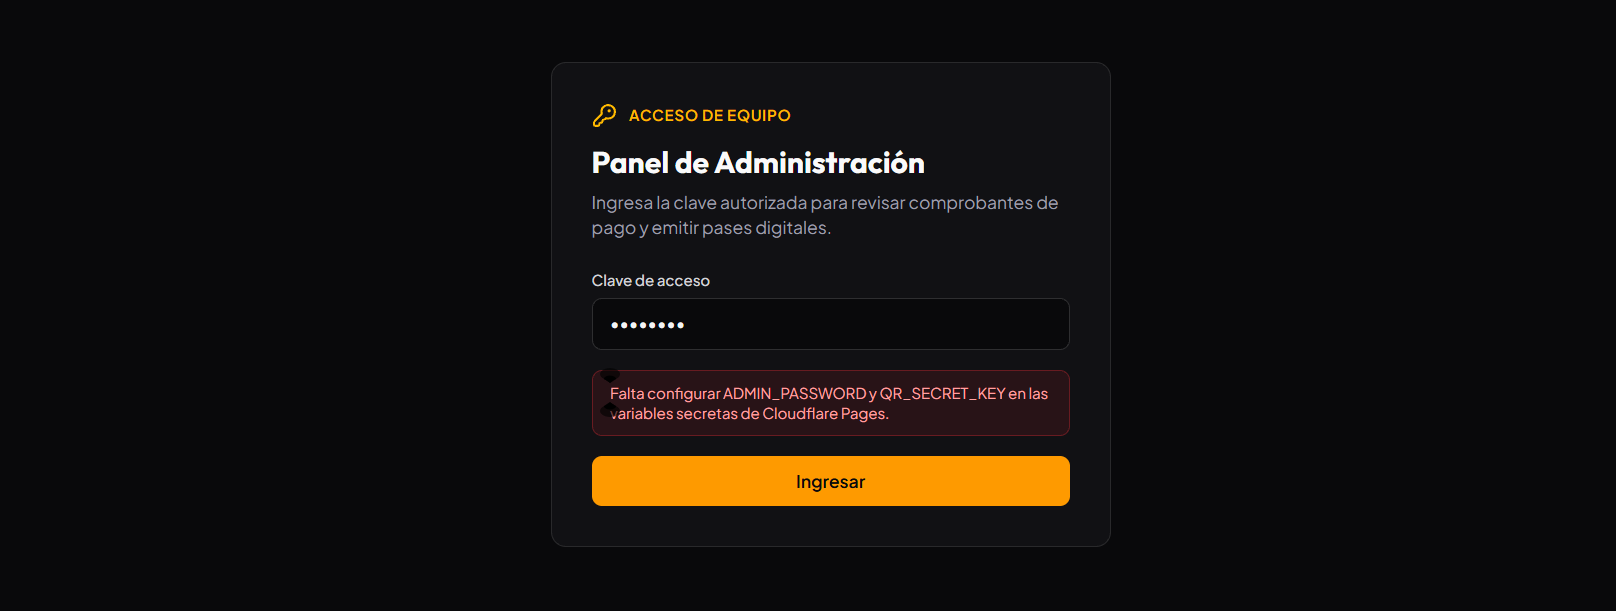 ACCESO DE EQUIPO
Panel de Administración
Ingresa la clave autorizada para revisar comprobantes de
pago y emitir pases digitales.
Clave de acceso
••••••••
Falta configurar ADMIN_PASSWORD y QR_SECRET_KEY en las
variables secretas de Cloudflare Pages.
Ingresar